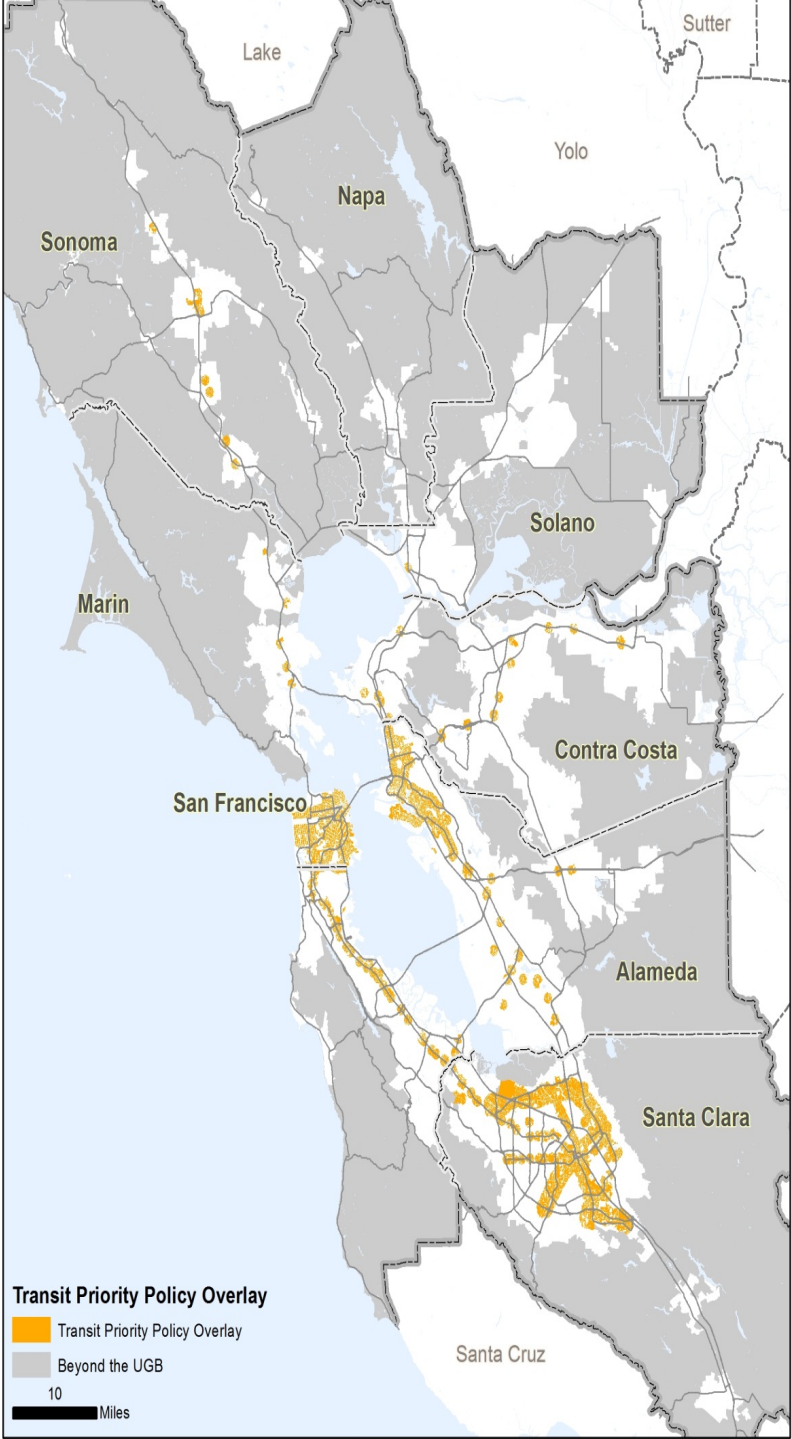 Sutter
Lake
Yolo
Napa
Sonoma
Solano
Marin
Contra Costa
San Francisco
Alameda
Santa Clara
Transit Priority Policy Overlay
Transit Priority Policy Overlay
Beyond the UGB
10
Miles
Santa Cruz